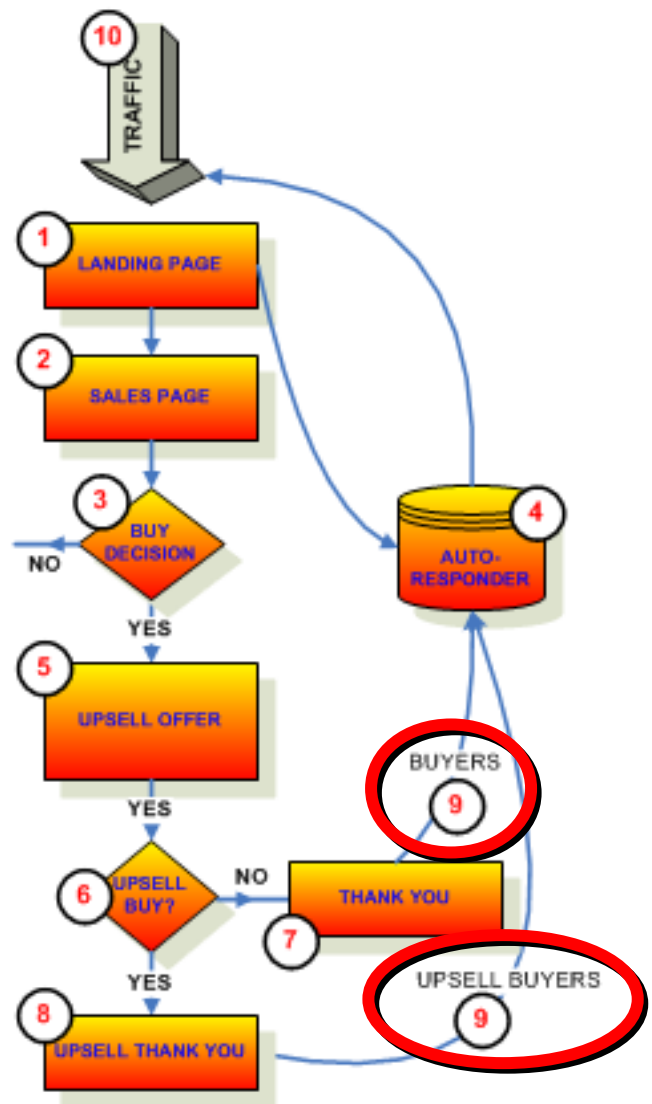 10
TRAFFIC
1
LANDING PAGE
2
SALES PAGE
3
BUY
DECISION
NO
4
AUTO-
RESPONDER
YES
5
UPSELL OFFER
YES
BUYERS
9
6
UPSELL
BUY?
NO
THANK YOU
7
YES
UPSELL BUYERS
9
8
UPSELL THANK YOU